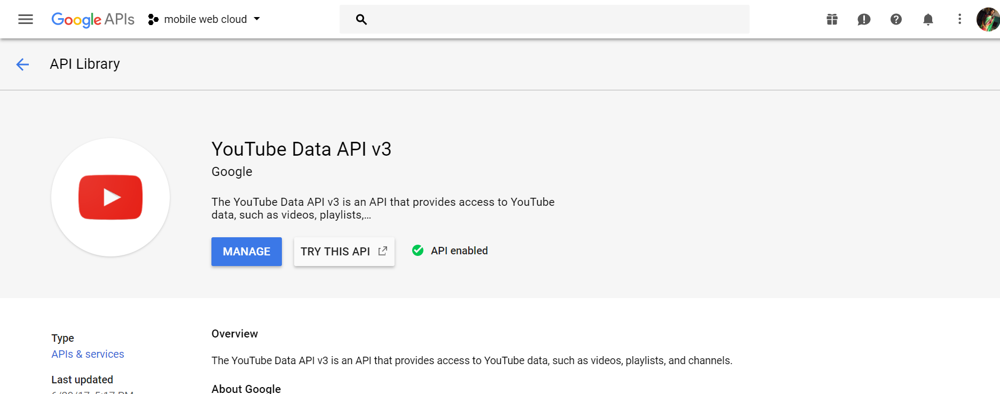 Google APIs mobile web cloud
API Library
YouTube Data API v3
Google
The YouTube Data API v3 is an API that provides access to YouTube
data, such as videos, playlists,...
MANAGE TRY THIS API API enabled
Type
APIs & services
Last updated
Overview
The YouTube Data API v3 is an API that provides access to YouTube data, such as videos, playlists, and channels.
About Google